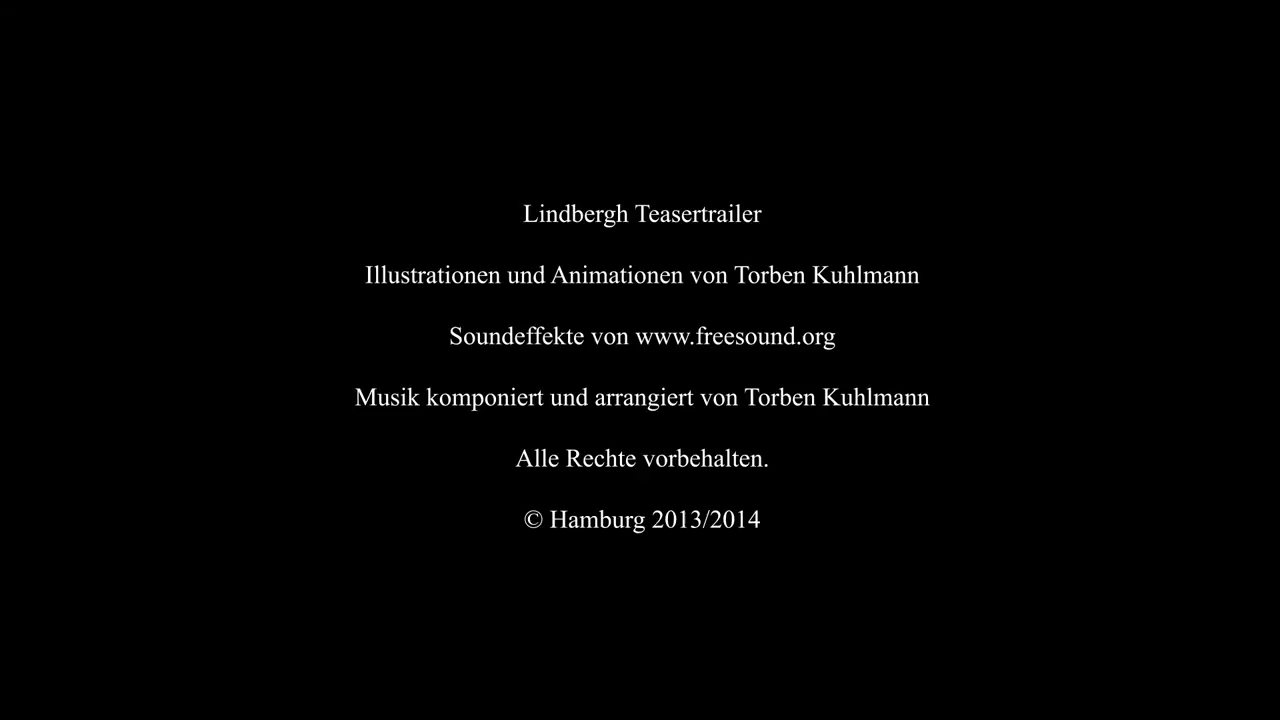 Lindbergh Teasertrailer
Illustrationen und Animationen von Torben Kuhlmann
Soundeffekte von www.freesound.org
Musik komponiert und arrangiert von Torben Kuhlmann
Alle Rechte vorbehalten.
© Hamburg 2013/2014